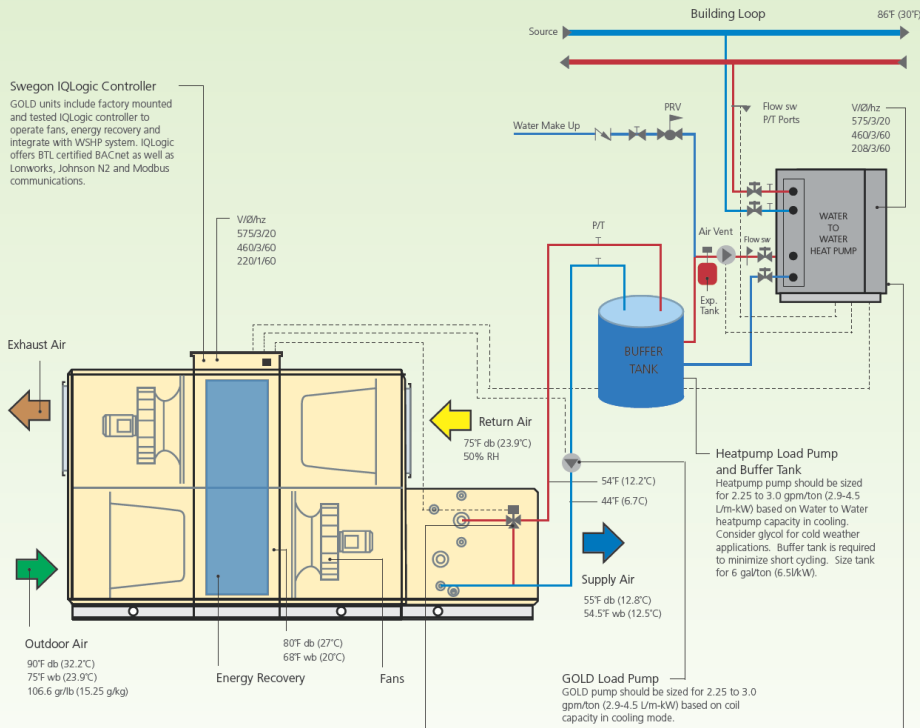 Building Loop
86°F (30°F)
Source
Swegon IQLogic Controller
GOLD units include factory mounted
and tested IQLogic controller to
operate fans, energy recovery and
integrate with WSHP system. IQLogic
offers BTL certified BACnet as well as
Lonworks, Johnson N2 and Modbus
communications.
Water Make Up
PRV
Flow sw
P/T Ports
V/Ø/hz
575/3/20
460/3/60
208/3/60
V/Ø/hz
575/3/20
460/3/60
220/1/60
P/T
Air Vent
Flow sw
WATER
TO
WATER
HEAT PUMP
Exp.
Tank
BUFFER
TANK
Exhaust Air
Return Air
75°F db (23.9°C)
50% RH
54°F (12.2°C)
44°F (6.7C)
Heatpump Load Pump
and Buffer Tank
Heatpump pump should be sized
for 2.25 to 3.0 gpm/ton (2.9-4.5
L/m-kW) based on Water to Water
heatpump capacity in cooling.
Consider glycol for cold weather
applications. Buffer tank is required
to minimize short cycling. Size tank
for 6 gal/ton (6.5l/kW).
Supply Air
55°F db (12.8°C)
54.5°F wb (12.5°C)
Outdoor Air
90°F db (32.2°C)
75°F wb (23.9°C)
106.6 gr/lb (15.25 g/kg)
80°F db (27°C)
68°F wb (20°C)
Energy Recovery
Fans
GOLD Load Pump
GOLD pump should be sized for 2.25 to 3.0
gpm/ton (2.9-4.5 L/m-kW) based on coil
capacity in cooling mode.